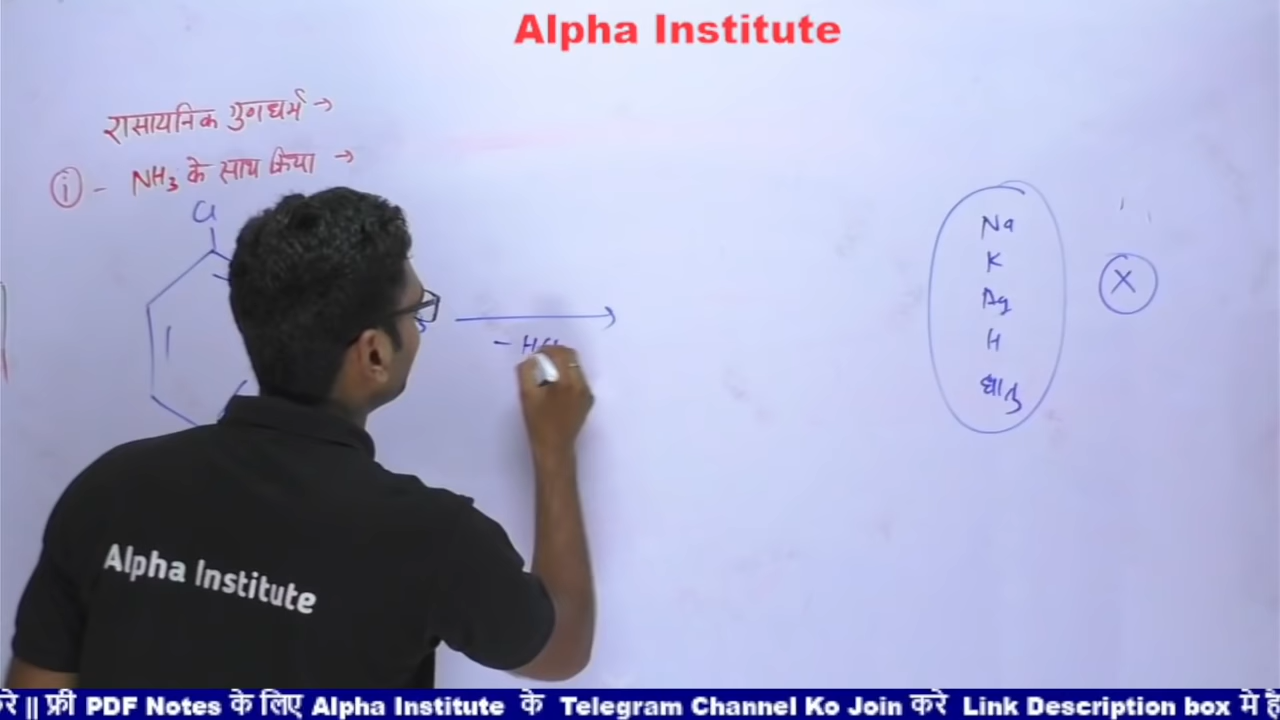 Alpha Institute
रासायनिक गुणधर्म →
(i) - NH₃ के साथ क्रिया →
Cl
- HCl
Na
K
Ag
H
धातु
X
Alpha Institute
रे || फ्री PDF Notes के लिए Alpha Institute के Telegram Channel Ko Join करे Link Description box मे है